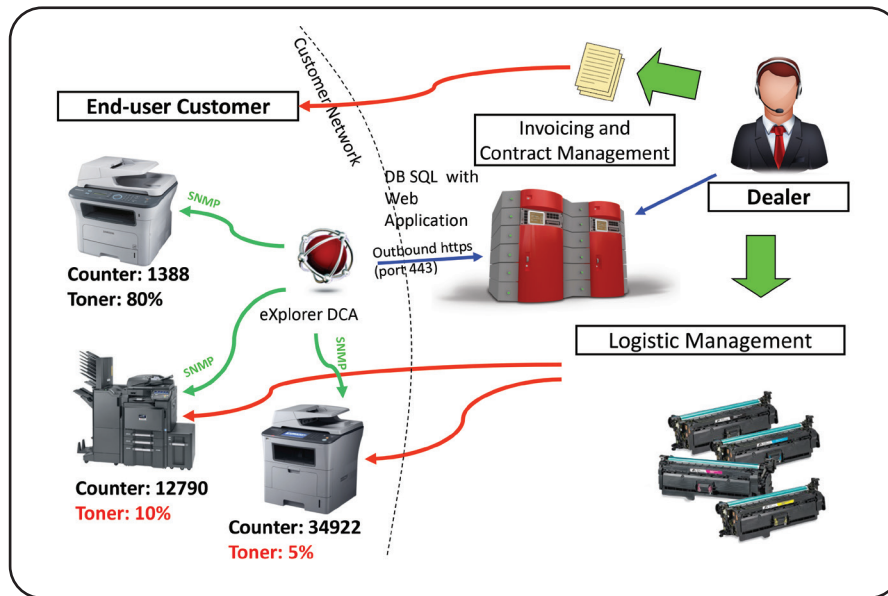 Customer Network
End-user Customer
Invoicing and
Contract Management
Dealer
SNMP
DB SQL with
Web
Application
Outbound https
(port 443)
Counter: 1388
Toner: 80%
eXplorer DCA
SNMP
SNMP
Logistic Management
Counter: 12790
Toner: 10%
Counter: 34922
Toner: 5%